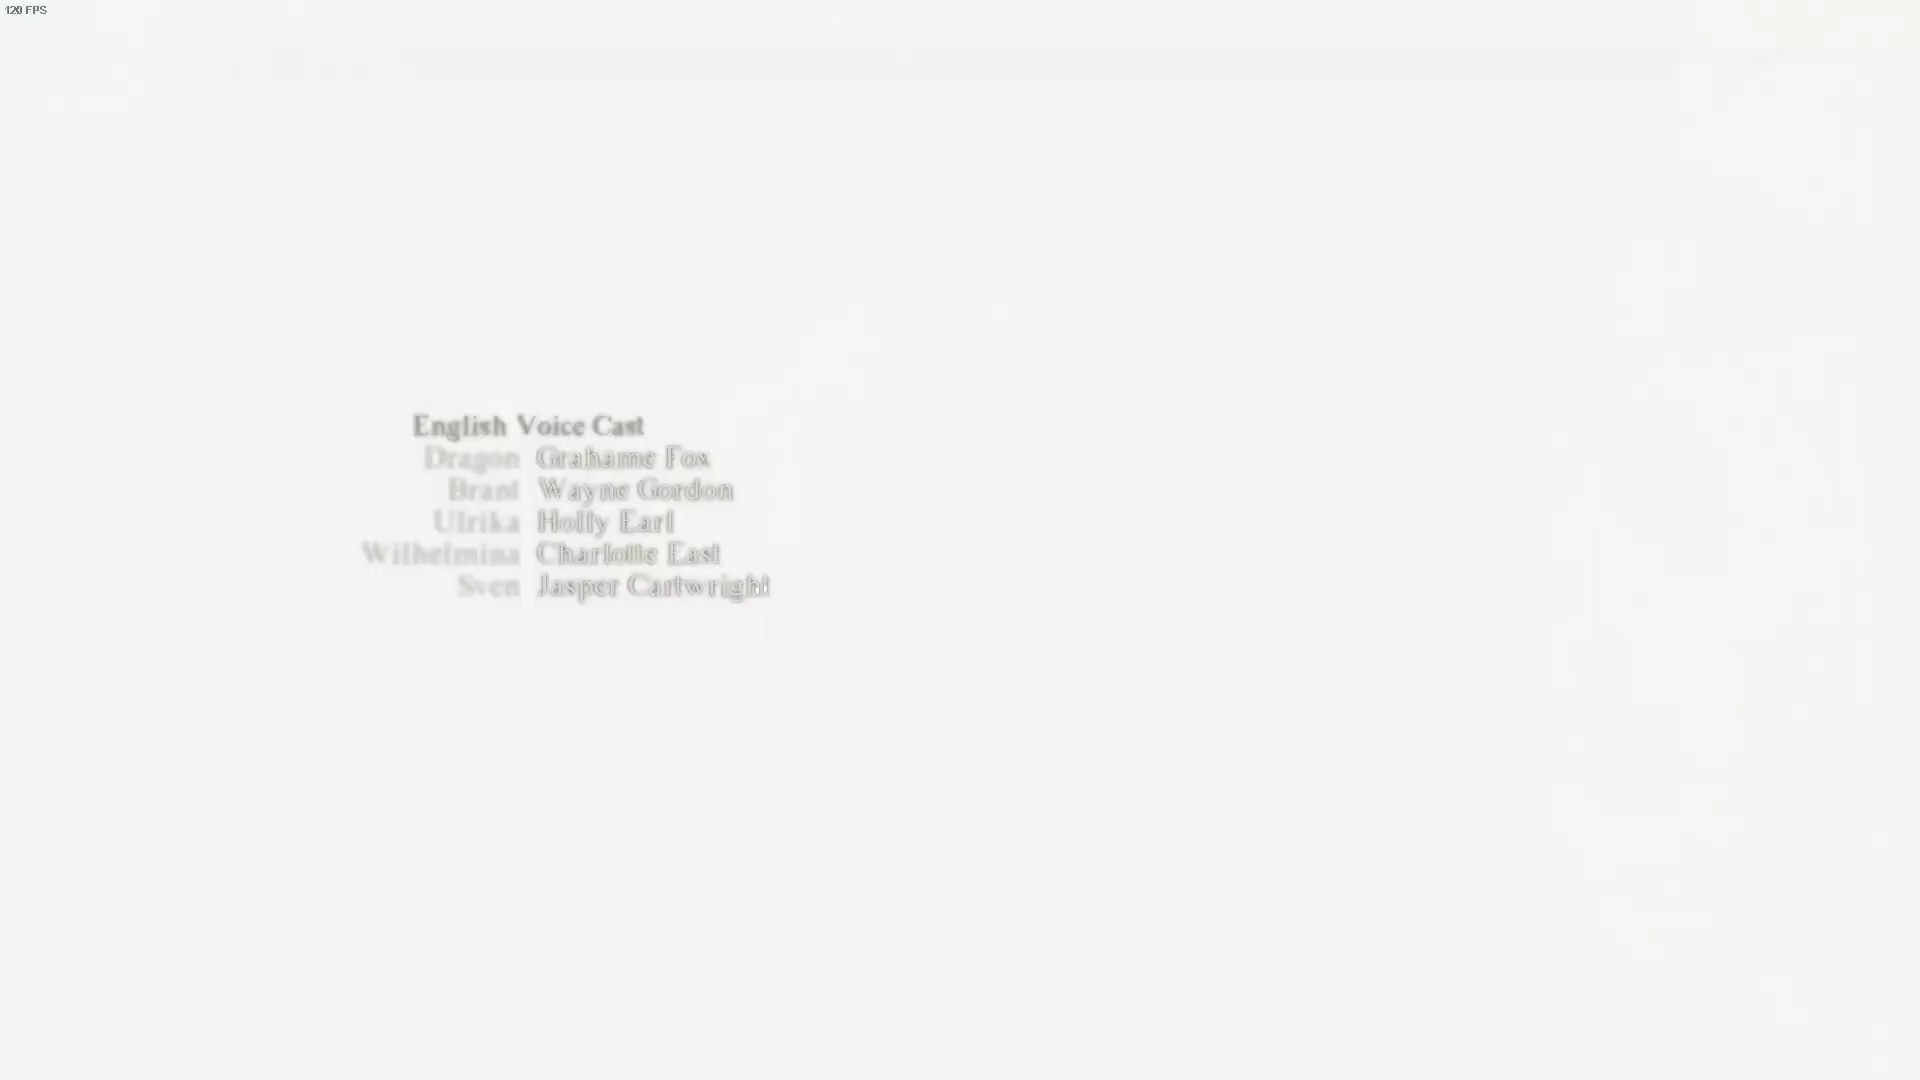 120 FPS
English Voice Cast
Dragon Grahame Fox
Brant Wayne Gordon
Ulrika Holly Earl
Wilhelmina Charlotte East
Sven Jasper Cartwright